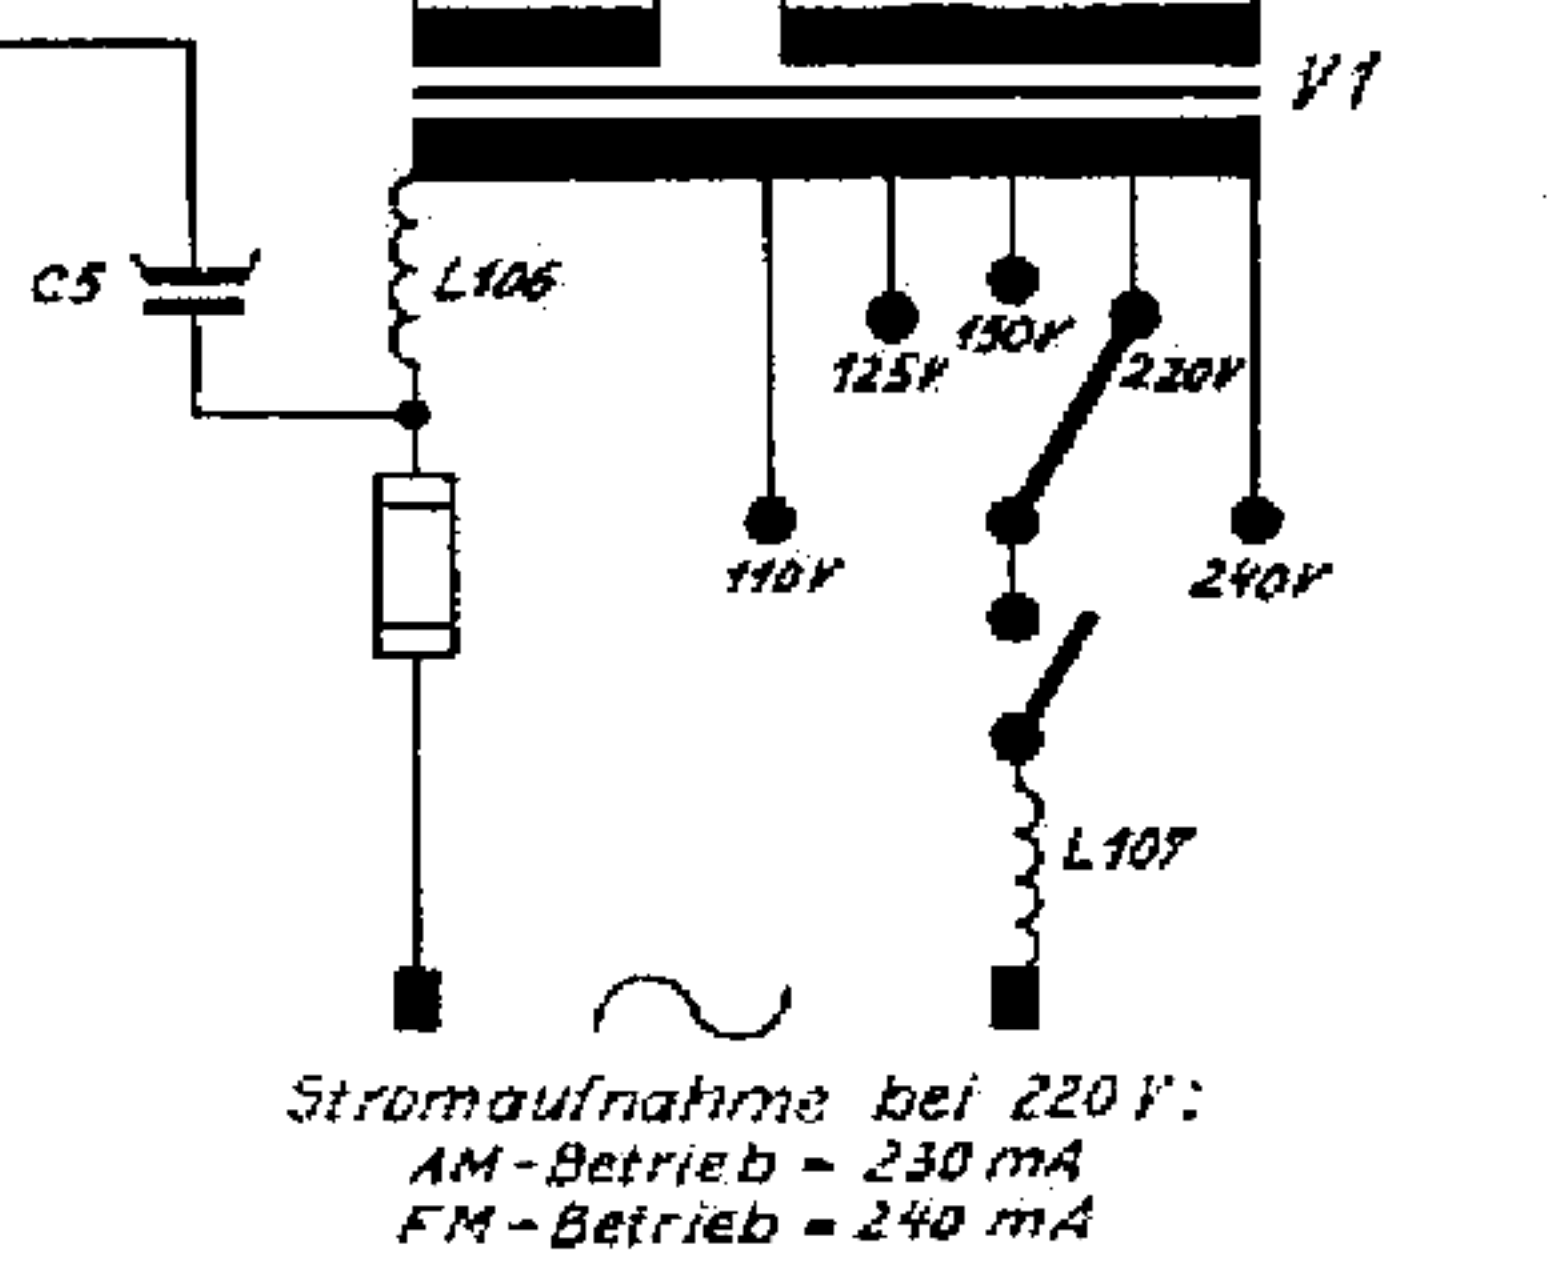 V1
C5
L106
125V
150V
220V
110V
240V
L107
Stromaufnahme bei 220V:
AM-Betrieb = 230 mA
FM-Betrieb = 240 mA